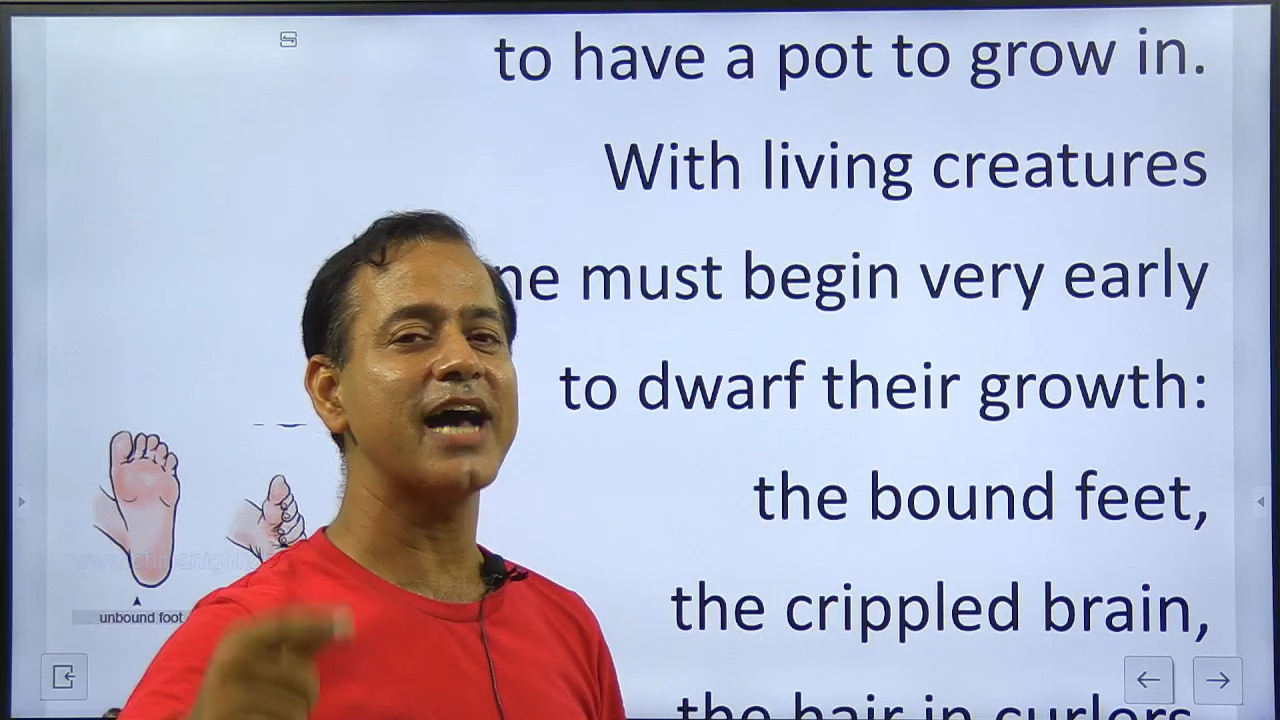 to have a pot to grow in.
With living creatures
must begin very early
to dwarf their growth:
the bound feet,
the crippled brain,
the hair in curlers,
unbound foot